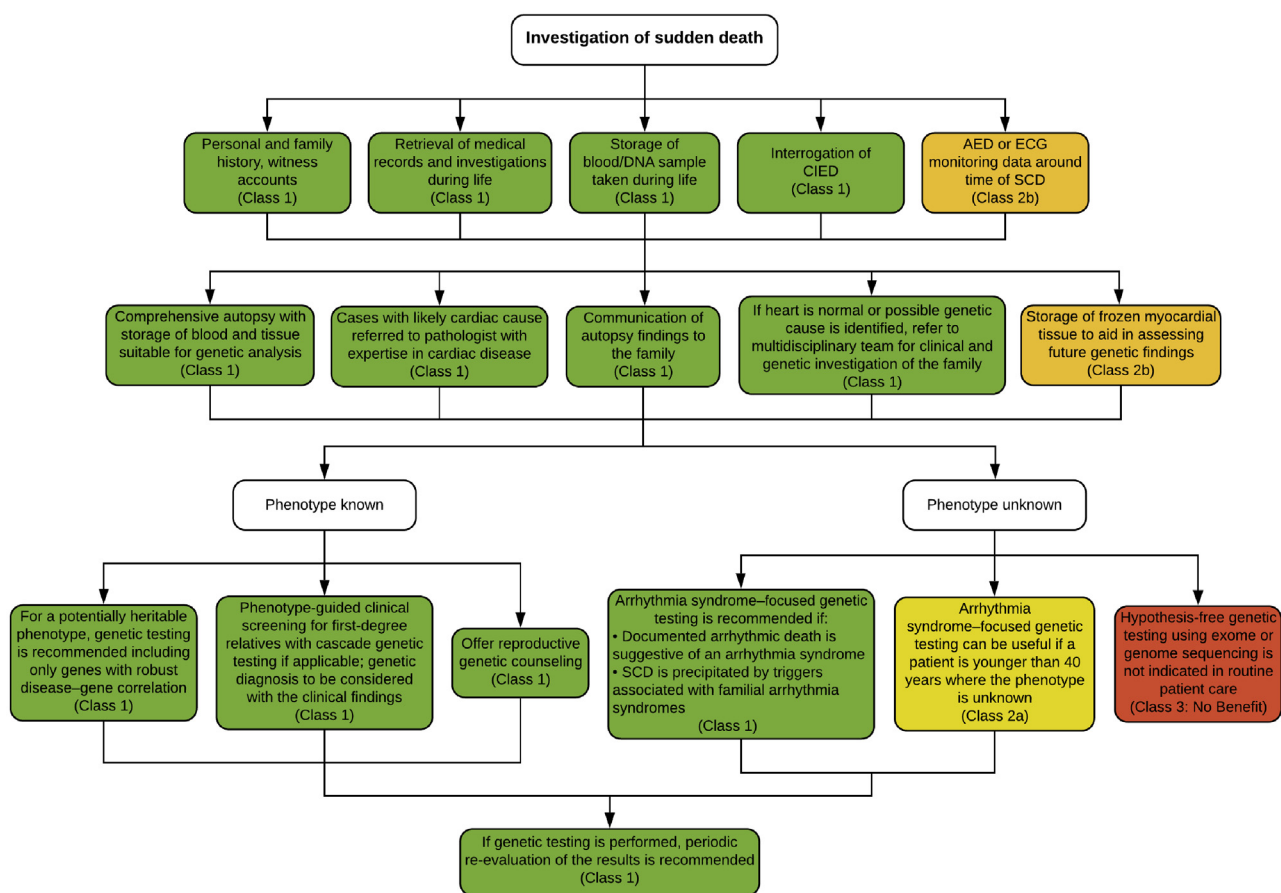 Investigation of sudden death
Personal and family
history, witness
accounts
(Class 1)
Retrieval of medical
records and investigations
during life
(Class 1)
Storage of
blood/DNA sample
taken during life
(Class 1)
Interrogation of
CIED
(Class 1)
AED or ECG
monitoring data around
time of SCD
(Class 2b)
Comprehensive autopsy with
storage of blood and tissue
suitable for genetic analysis
(Class 1)
Cases with likely cardiac cause
referred to pathologist with
expertise in cardiac disease
(Class 1)
Communication of
autopsy findings to
the family
(Class 1)
If heart is normal or possible genetic
cause is identified, refer to
multidisciplinary team for clinical and
genetic investigation of the family
(Class 1)
Storage of frozen myocardial
tissue to aid in assessing
future genetic findings
(Class 2b)
Phenotype known
Phenotype unknown
For a potentially heritable
phenotype, genetic testing
is recommended including
only genes with robust
disease–gene correlation
(Class 1)
Phenotype-guided clinical
screening for first-degree
relatives with cascade genetic
testing if applicable; genetic
diagnosis to be considered
with the clinical findings
(Class 1)
Offer reproductive
genetic counseling
(Class 1)
Arrhythmia syndrome–focused genetic
testing is recommended if:
• Documented arrhythmic death is
suggestive of an arrhythmia syndrome
• SCD is precipitated by triggers
associated with familial arrhythmia
syndromes
(Class 1)
Arrhythmia
syndrome–focused genetic
testing can be useful if a
patient is younger than 40
years where the phenotype
is unknown
(Class 2a)
Hypothesis-free genetic
testing using exome or
genome sequencing is
not indicated in routine
patient care
(Class 3: No Benefit)
If genetic testing is performed, periodic
re-evaluation of the results is recommended
(Class 1)